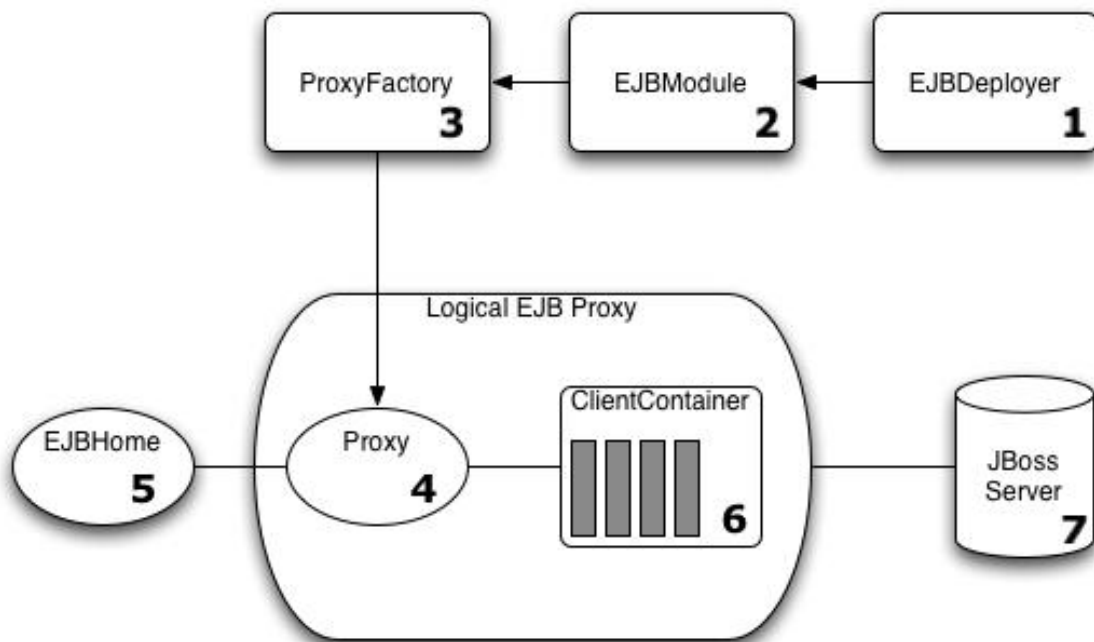 ProxyFactory
3
EJBModule
2
EJBDeployer
1
Logical EJB Proxy
EJBHome
5
Proxy
4
ClientContainer
6
JBoss
Server
7